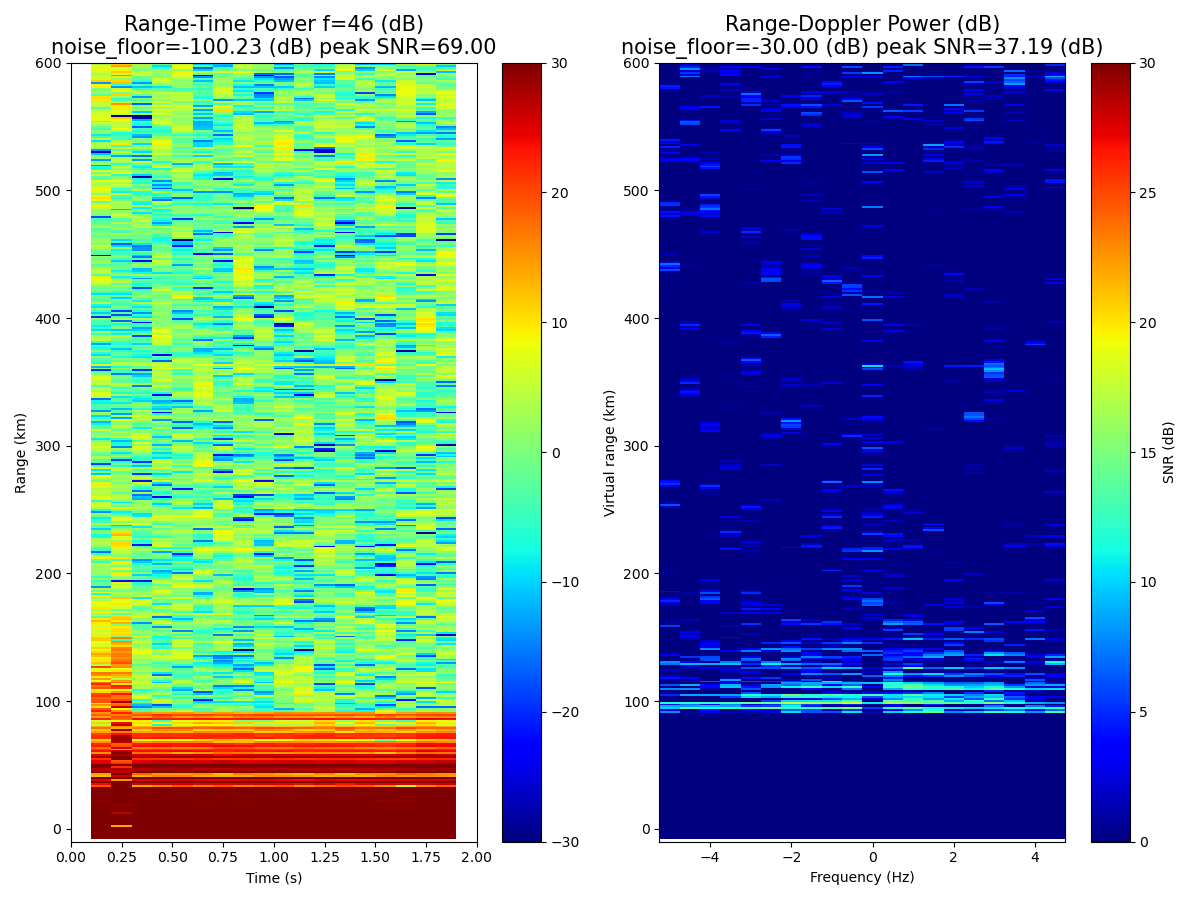 Range-Time Power f=46 (dB)
noise_floor=-100.23 (dB) peak SNR=69.00
Range-Doppler Power (dB)
noise_floor=-30.00 (dB) peak SNR=37.19 (dB)
Range (km)
600
500
400
300
200
100
0
0.00 0.25 0.50 0.75 1.00 1.25 1.50 1.75 2.00
Time (s)
30
20
10
0
−10
−20
−30
Virtual range (km)
600
500
400
300
200
100
0
−4 −2 0 2 4
Frequency (Hz)
30
25
20
15
10
5
0
SNR (dB)